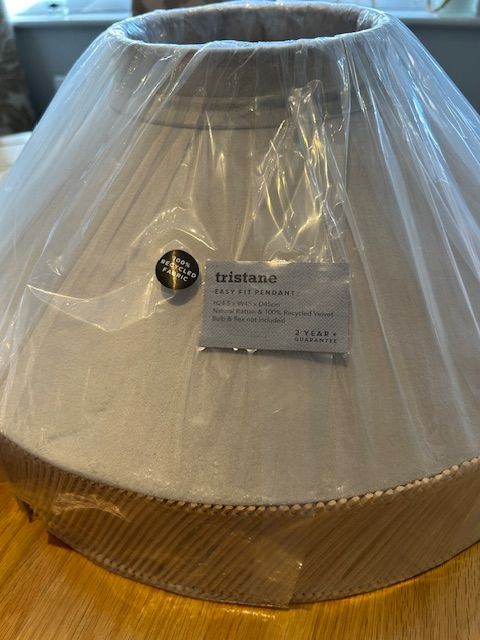 100%
RECYCLED
FABRIC
tristane
EASY FIT PENDANT
H24.5 x W45 x D45cm
Natural Rattan & 100% Recycled Velvet
Bulb & flex not included
2 YEAR+
GUARANTEE